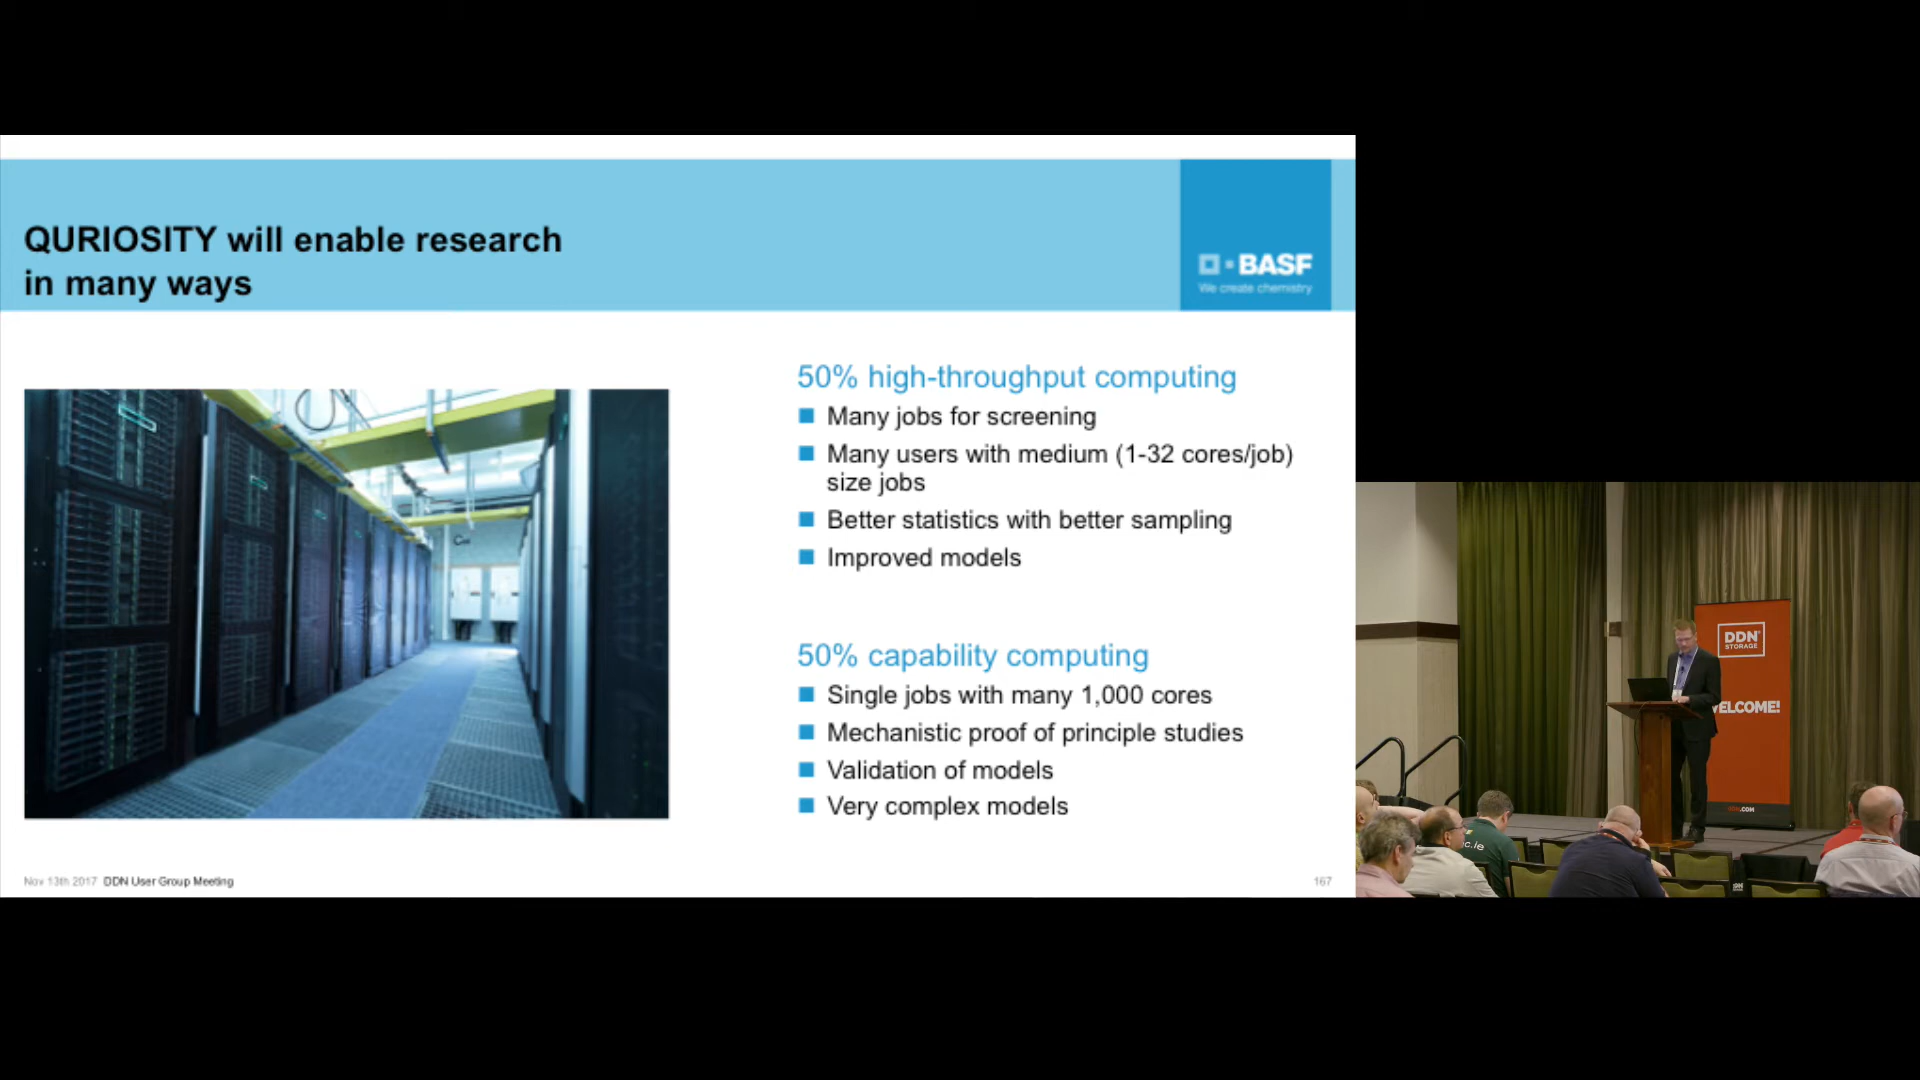 QURIOSITY will enable research
in many ways
BASF
We create chemistry
50% high-throughput computing
Many jobs for screening
Many users with medium (1-32 cores/job)
size jobs
Better statistics with better sampling
Improved models
50% capability computing
Single jobs with many 1,000 cores
Mechanistic proof of principle studies
Validation of models
Very complex models
Nov 13th 2017 DDN User Group Meeting
167
DDN
STORAGE
WELCOME!
.COM
c.ie